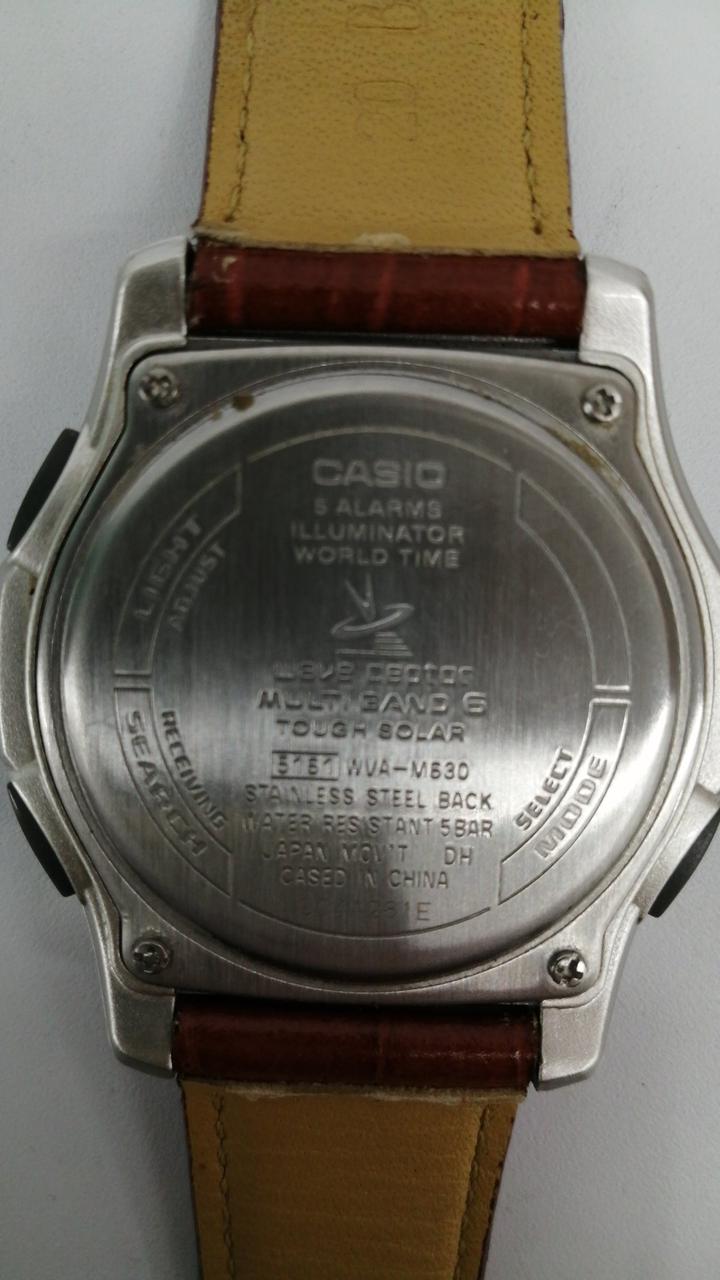 20 B
CASIO
5 ALARMS
ILLUMINATOR
WORLD TIME
wave ceptor
MULTI BAND 6
TOUGH SOLAR
5161 WVA-M630
STAINLESS STEEL BACK
WATER RESISTANT 5BAR
JAPAN MOV'T DH
CASED IN CHINA
LIGHT
ADJUST
RECEIVING
SEARCH
SELECT
MODE